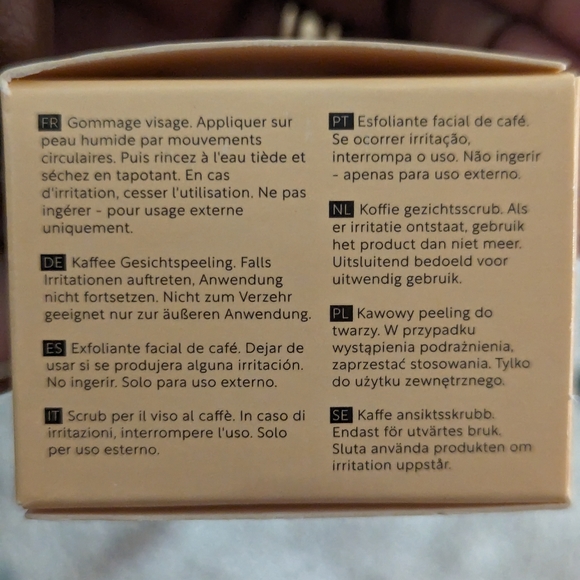 FR Gommage visage. Appliquer sur
peau humide par mouvements
circulaires. Puis rincez à l'eau tiède et
séchez en tapotant. En cas
d'irritation, cesser l'utilisation. Ne pas
ingérer - pour usage externe
uniquement.
DE Kaffee Gesichtspeeling. Falls
Irritationen auftreten, Anwendung
nicht fortsetzen. Nicht zum Verzehr
geeignet nur zur äußeren Anwendung.
ES Exfoliante facial de café. Dejar de
usar si se produjera alguna irritación.
No ingerir. Solo para uso externo.
IT Scrub per il viso al caffè. In caso di
irritazioni, interrompere l'uso. Solo
per uso esterno.
PT Esfoliante facial de café.
Se ocorrer irritação,
interrompa o uso. Não ingerir
- apenas para uso externo.
NL Koffie gezichtsscrub. Als
er irritatie ontstaat, gebruik
het product dan niet meer.
Uitsluitend bedoeld voor
uitwendig gebruik.
PL Kawowy peeling do
twarzy. W przypadku
wystąpienia podrażnienia,
zaprzestać stosowania. Tylko
do użytku zewnętrznego.
SE Kaffe ansiktsskrubb.
Endast för utvärtes bruk.
Sluta använda produkten om
irritation uppstår.